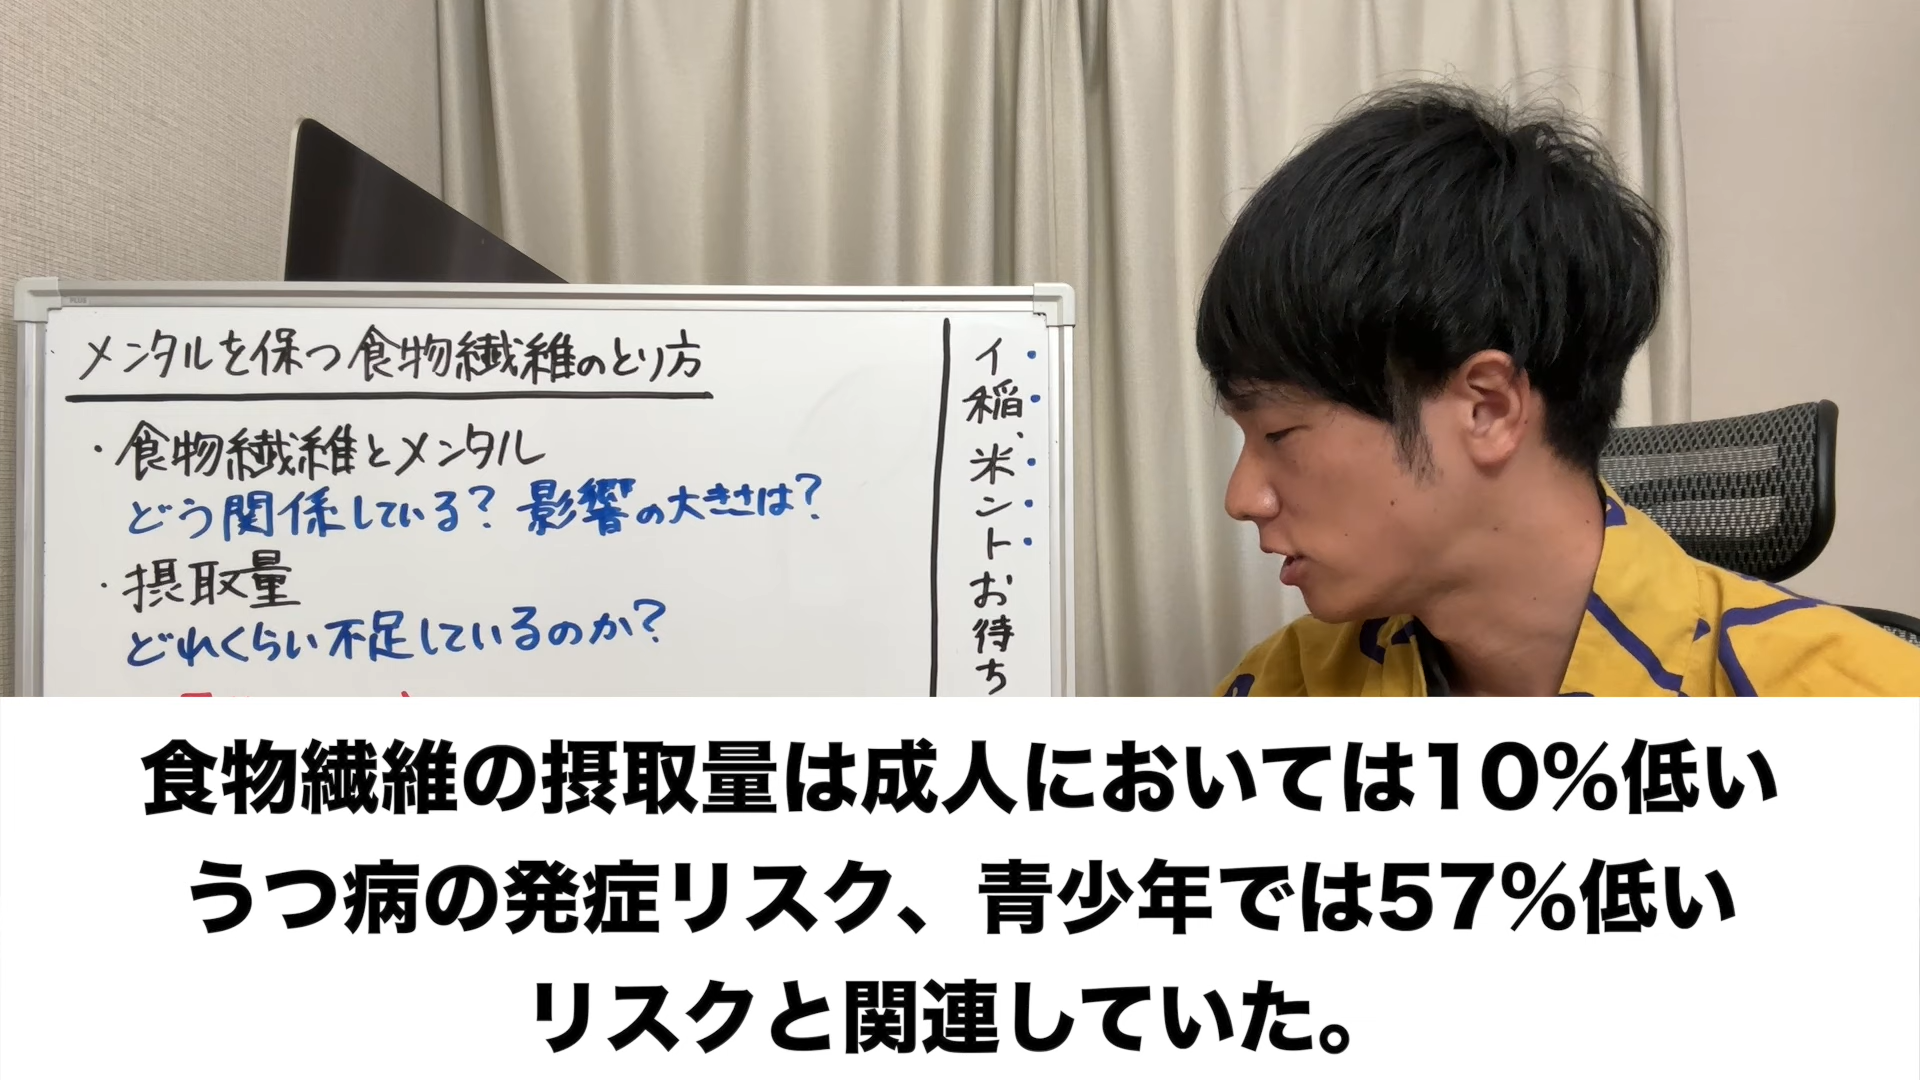 PLUS
メンタルを保つ食物繊維のとり方
・食物繊維とメンタル
どう関係している？影響の大きさは？
・摂取量
どれくらい不足しているのか？
イ稲、米ントお待ち
食物繊維の摂取量は成人においては10%低い
うつ病の発症リスク、青少年では57%低い
リスクと関連していた。